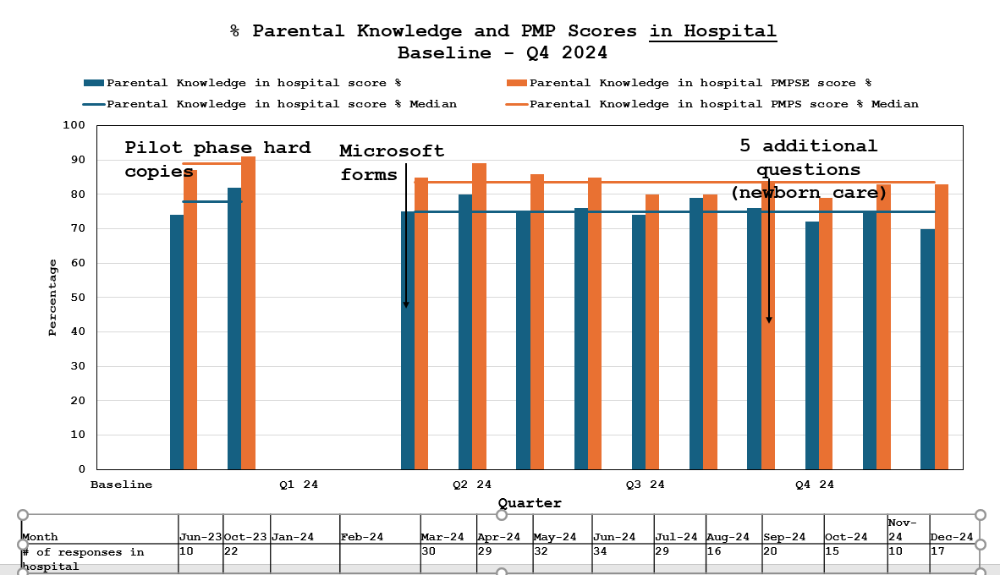 % Parental Knowledge and PMP Scores in Hospital
Baseline - Q4 2024
Parental Knowledge in hospital score %
Parental Knowledge in hospital PMPSE score %
Parental Knowledge in hospital score % Median
Parental Knowledge in hospital PMPS score % Median
100
90
80
70
60
50
40
30
20
10
0
Percentage
Pilot phase hard
copies
Microsoft
forms
5 additional
questions
(newborn care)
Baseline
Q1 24
Q2 24
Q3 24
Q4 24
Quarter
Month Jun-23 Oct-23 Jan-24 Feb-24 Mar-24 Apr-24 May-24 Jun-24 Jul-24 Aug-24 Sep-24 Oct-24 Nov-
24 Dec-24
# of responses in
hospital 10 22 30 29 32 34 29 16 20 15 10 17